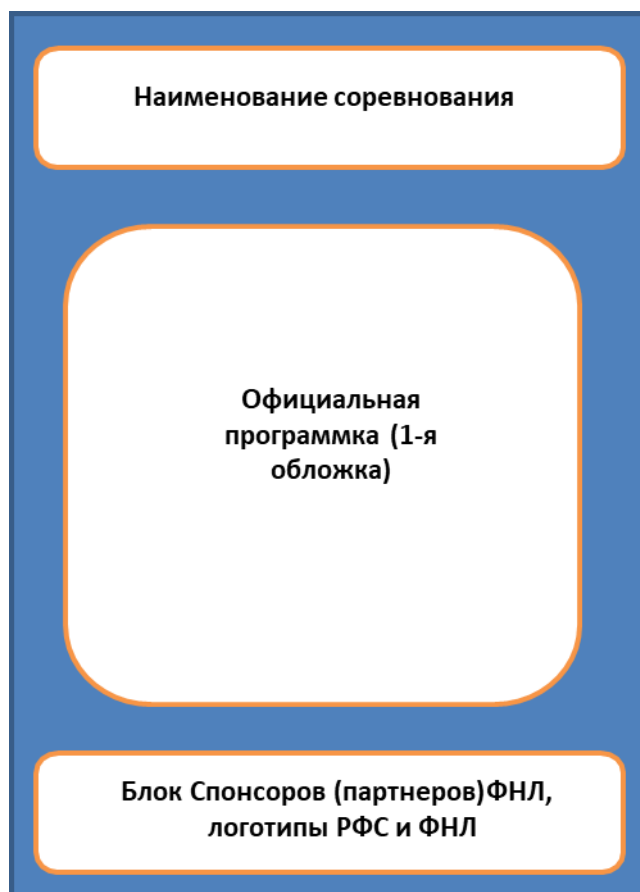 Наименование соревнования
Официальная
программка (1-я
обложка)
Блок Спонсоров (партнеров)ФНЛ,
логотипы РФС и ФНЛ